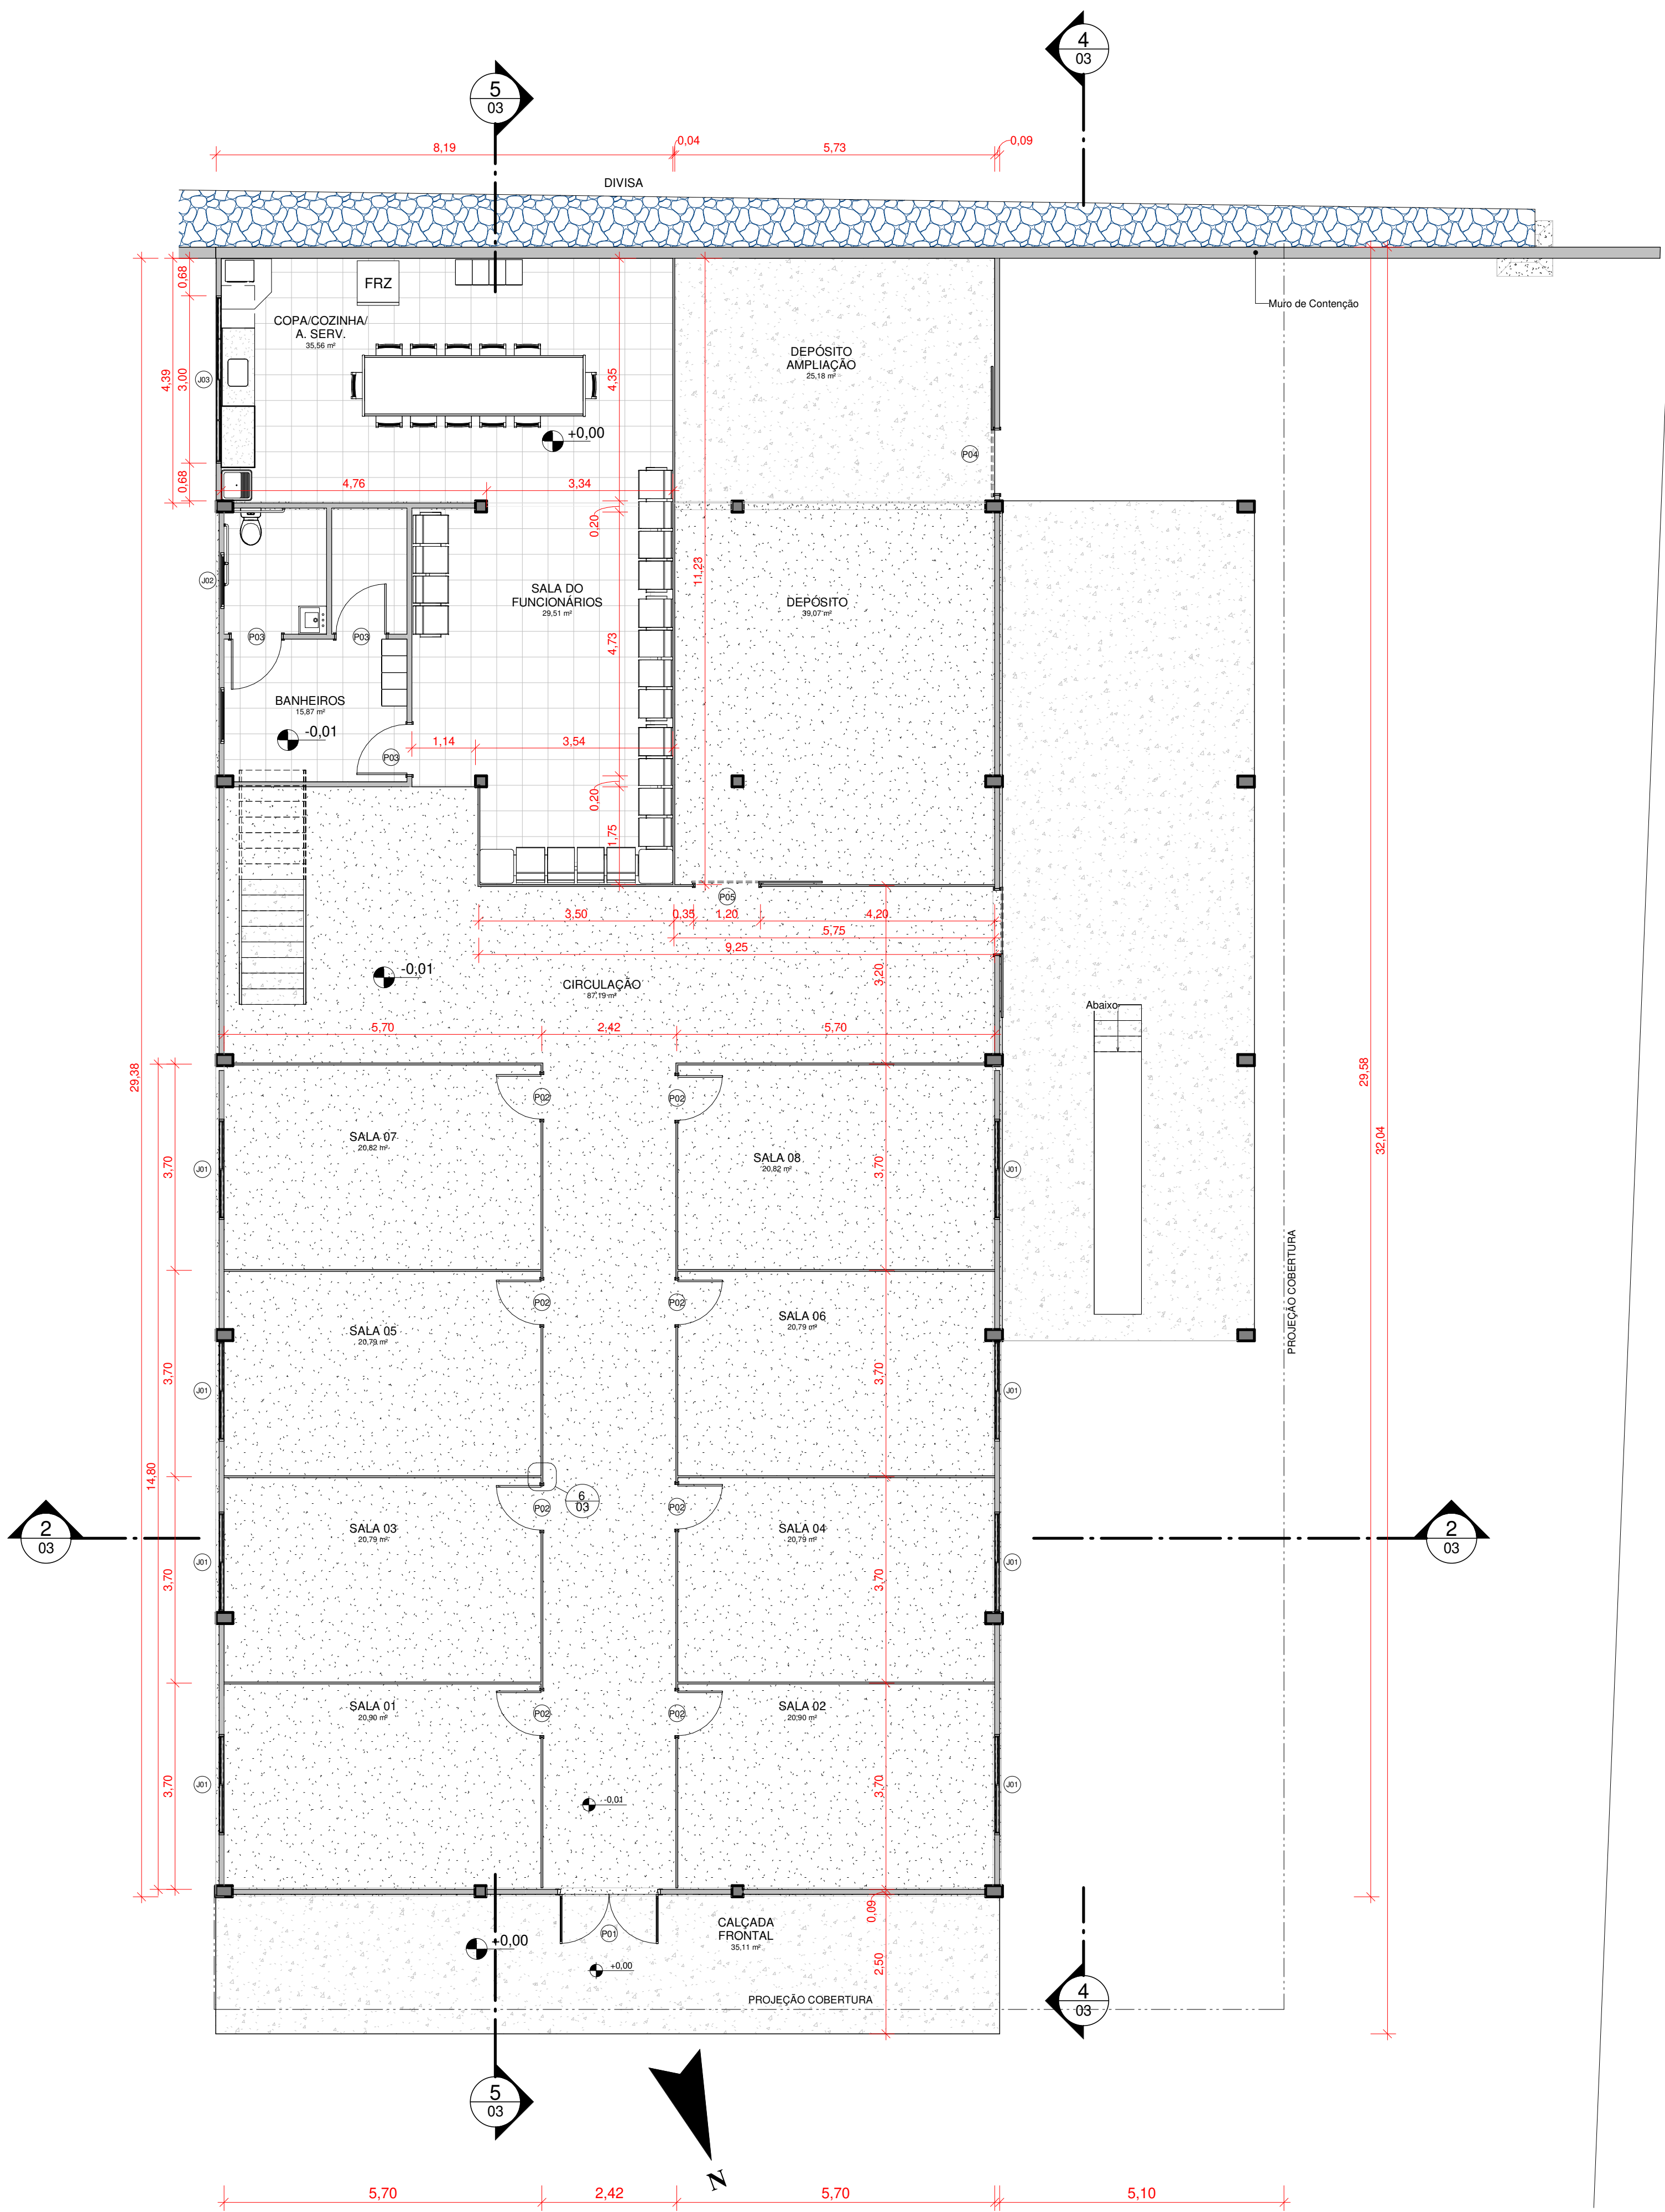 4
03
5
03
8,19
0,04
5,73
0,09
DIVISA
0,68
FRZ
COPA/COZINHA/
A. SERV.
35,56 m²
Muro de Contenção
DEPÓSITO
AMPLIAÇÃO
25,18 m²
4,39
3,00
J03
4,35
+0,00
P04
0,68
4,76
3,34
0,20
11,23
J02
SALA DO
FUNCIONÁRIOS
29,51 m²
DEPÓSITO
39,07 m²
P03
P03
4,73
BANHEIROS
15,87 m²
-0,01
1,14
3,54
P03
0,20
1,75
P05
3,50
0,35
1,20
4,20
5,75
9,25
3,20
-0,01
CIRCULAÇÃO
87,19 m²
Abaixo
5,70
2,42
5,70
29,38
29,58
P02
P02
SALA 07
20,82 m²
SALA 08
20,82 m²
32,04
3,70
J01
3,70
J01
PROJEÇÃO COBERTURA
P02
P02
SALA 05
20,79 m²
SALA 06
20,79 m²
3,70
J01
3,70
J01
14,80
6
03
P02
P02
SALA 03
20,79 m²
SALA 04
20,79 m²
2
03
2
03
3,70
J01
3,70
J01
SALA 01
20,90 m²
SALA 02
20,90 m²
P02
P02
3,70
J01
-0,01
3,70
J01
0,09
CALÇADA
FRONTAL
35,11 m²
P01
+0,00
+0,00
2,50
PROJEÇÃO COBERTURA
4
03
5
03
N
5,70
2,42
5,70
5,10